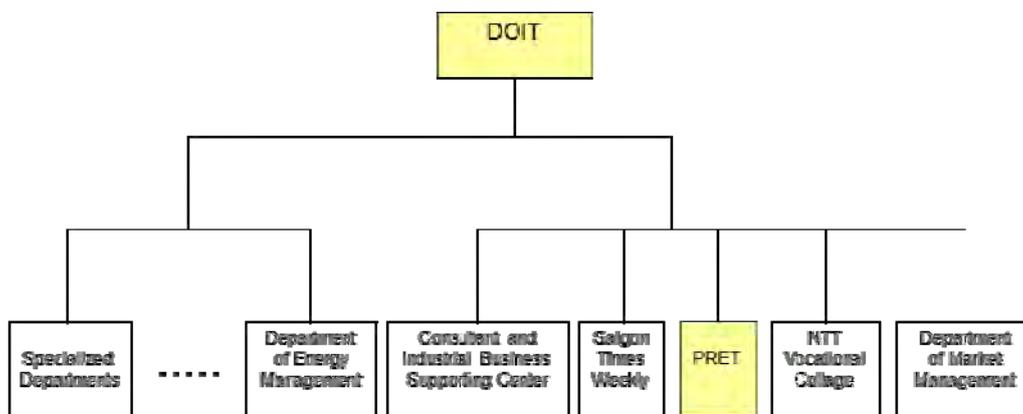 DOIT
Specialized
Departments
.....
Department
of Energy
Management
Consultant and
Industrial Business
Supporting Center
Saigon
Times
Weekly
PRET
NTT
Vocational
College
Department
of Market
Management